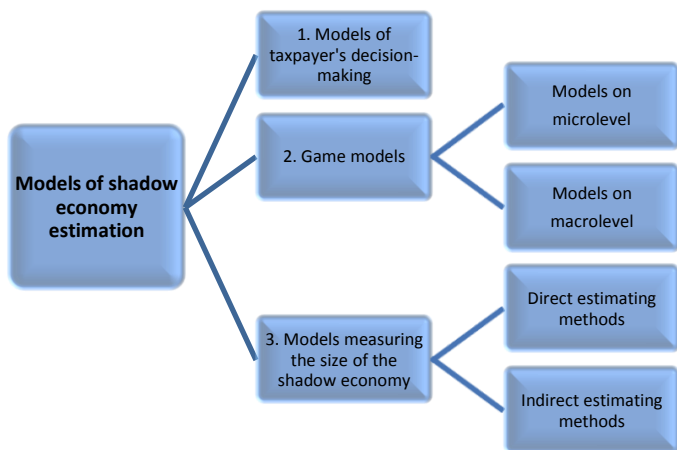 Models of shadow
economy
estimation
1. Models of
taxpayer's decision-
making
2. Game models
Models on
microlevel
Models on
macrolevel
3. Models measuring
the size of the
shadow economy
Direct estimating
methods
Indirect estimating
methods